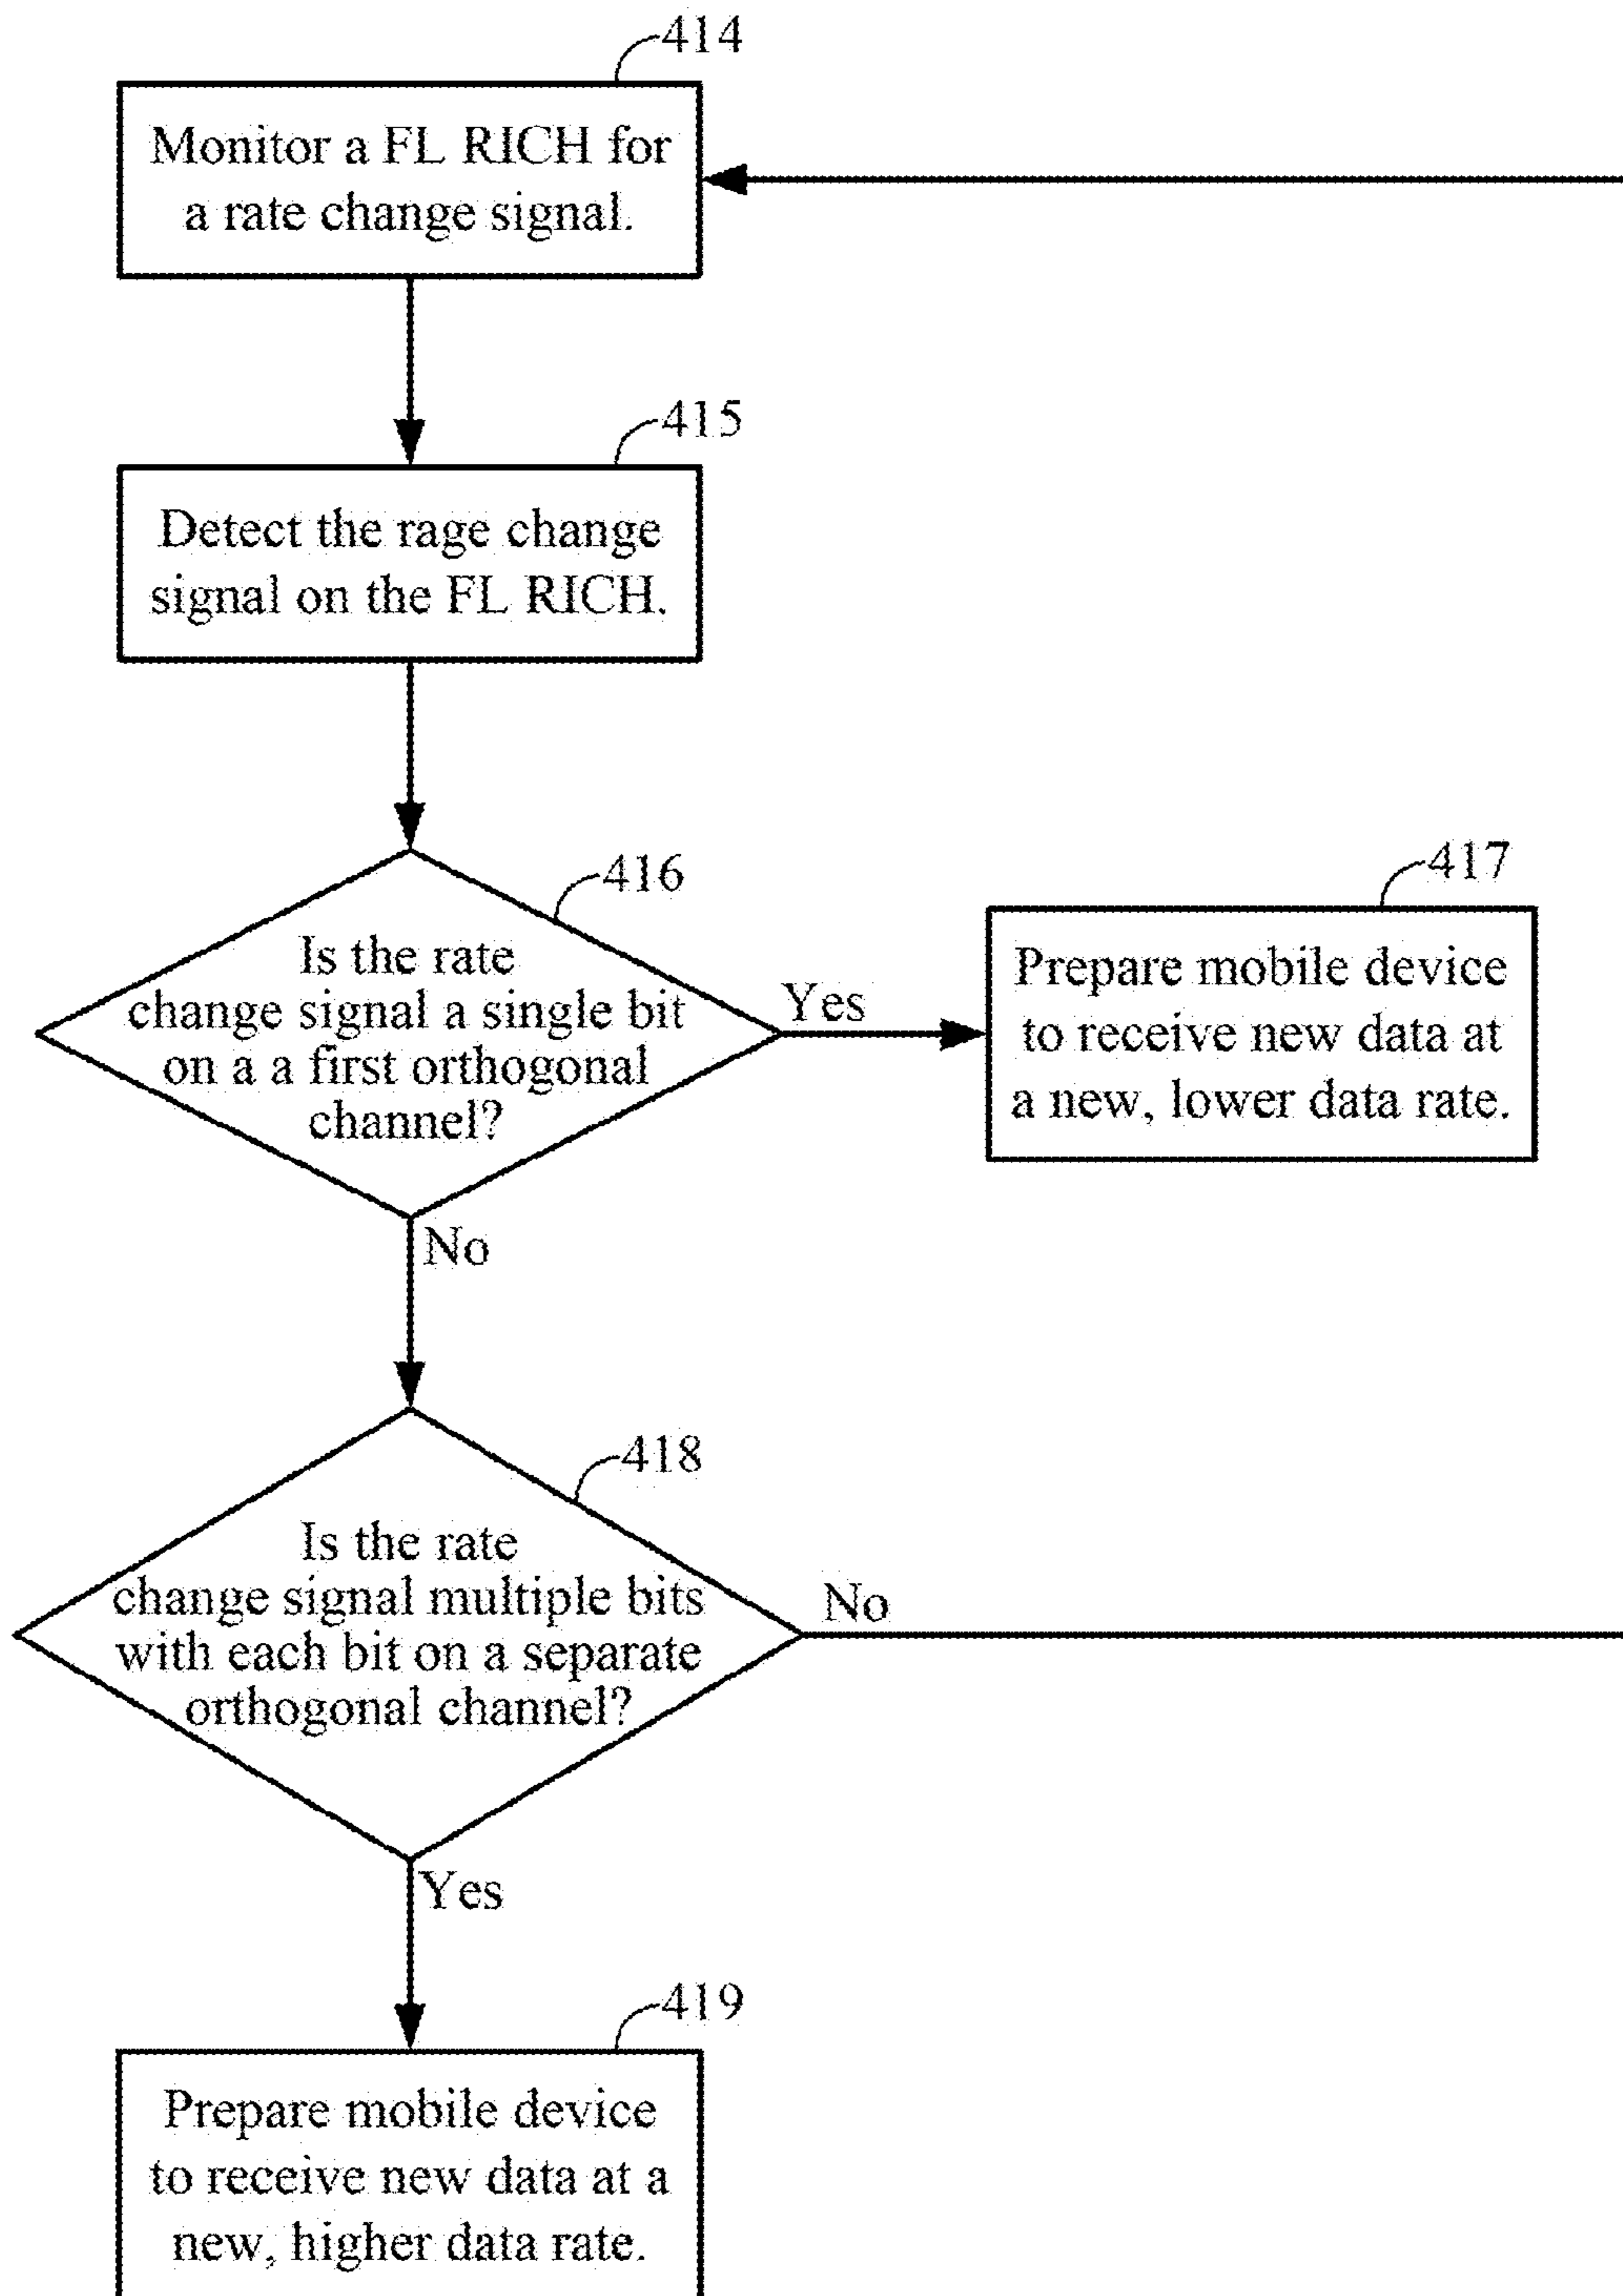 414
Monitor a FL RICH for
a rate change signal.
415
Detect the rage change
signal on the FL RICH.
416
Is the rate
change signal a single bit
on a a first orthogonal
channel?
Yes
417
Prepare mobile device
to receive new data at
a new, lower data rate.
No
418
Is the rate
change signal multiple bits
with each bit on a separate
orthogonal channel?
No
Yes
419
Prepare mobile device
to receive new data at a
new, higher data rate.